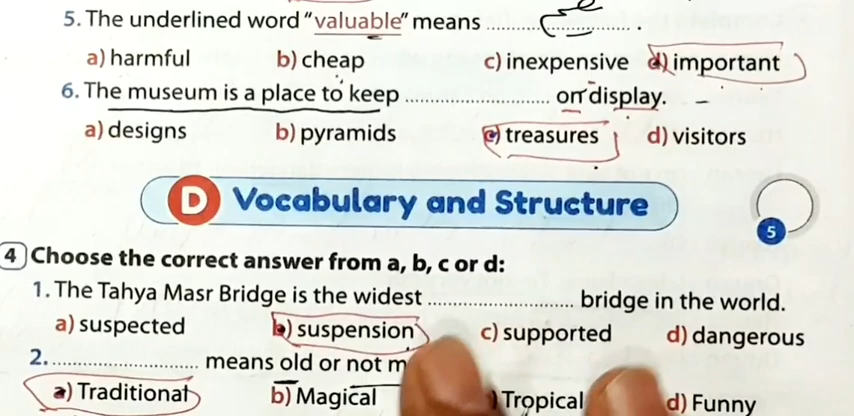 5. The underlined word "valuable" means .................... .
a) harmful b) cheap c) inexpensive d) important
6. The museum is a place to keep .................... on display.
a) designs b) pyramids c) treasures d) visitors
D Vocabulary and Structure
5
4 Choose the correct answer from a, b, c or d:
1. The Tahya Masr Bridge is the widest .................... bridge in the world.
a) suspected b) suspension c) supported d) dangerous
2. .................... means old or not
a) Traditional b) Magical Tropical d) Funny